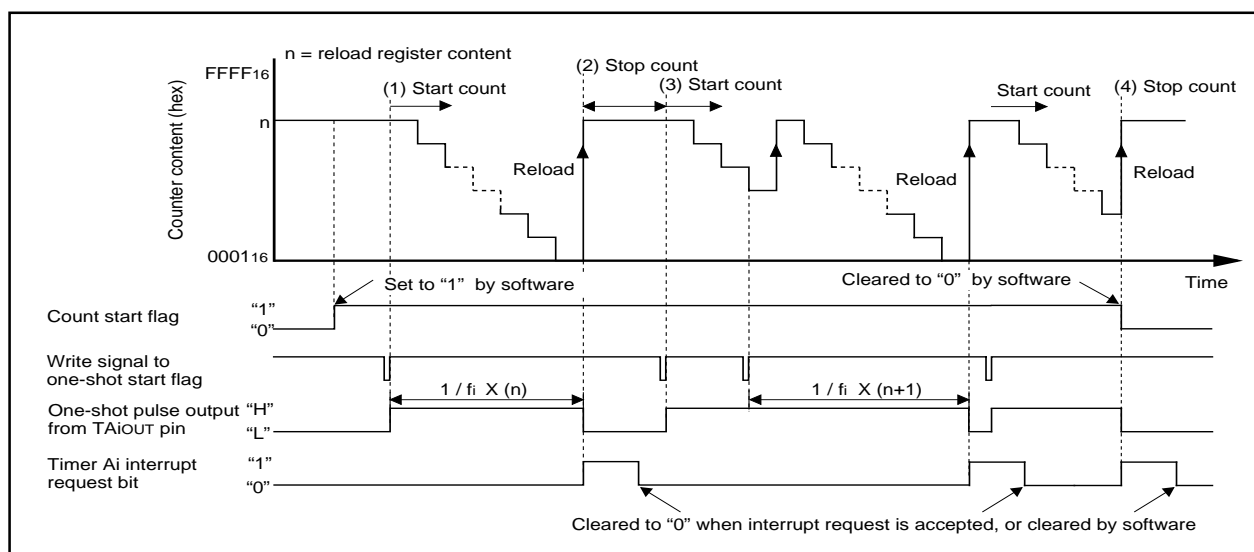 n = reload register content
FFFF16
(1) Start count
(2) Stop count
(3) Start count
Start count
(4) Stop count
n
Counter content (hex)
Reload
Reload
Reload
000116
Time
Set to “1” by software
Cleared to “0” by software
Count start flag
“1”
“0”
Write signal to
one-shot start flag
1 / fi X (n)
1 / fi X (n+1)
One-shot pulse output
from TAiOUT pin
“H”
“L”
Timer Ai interrupt
request bit
“1”
“0”
Cleared to “0” when interrupt request is accepted, or cleared by software